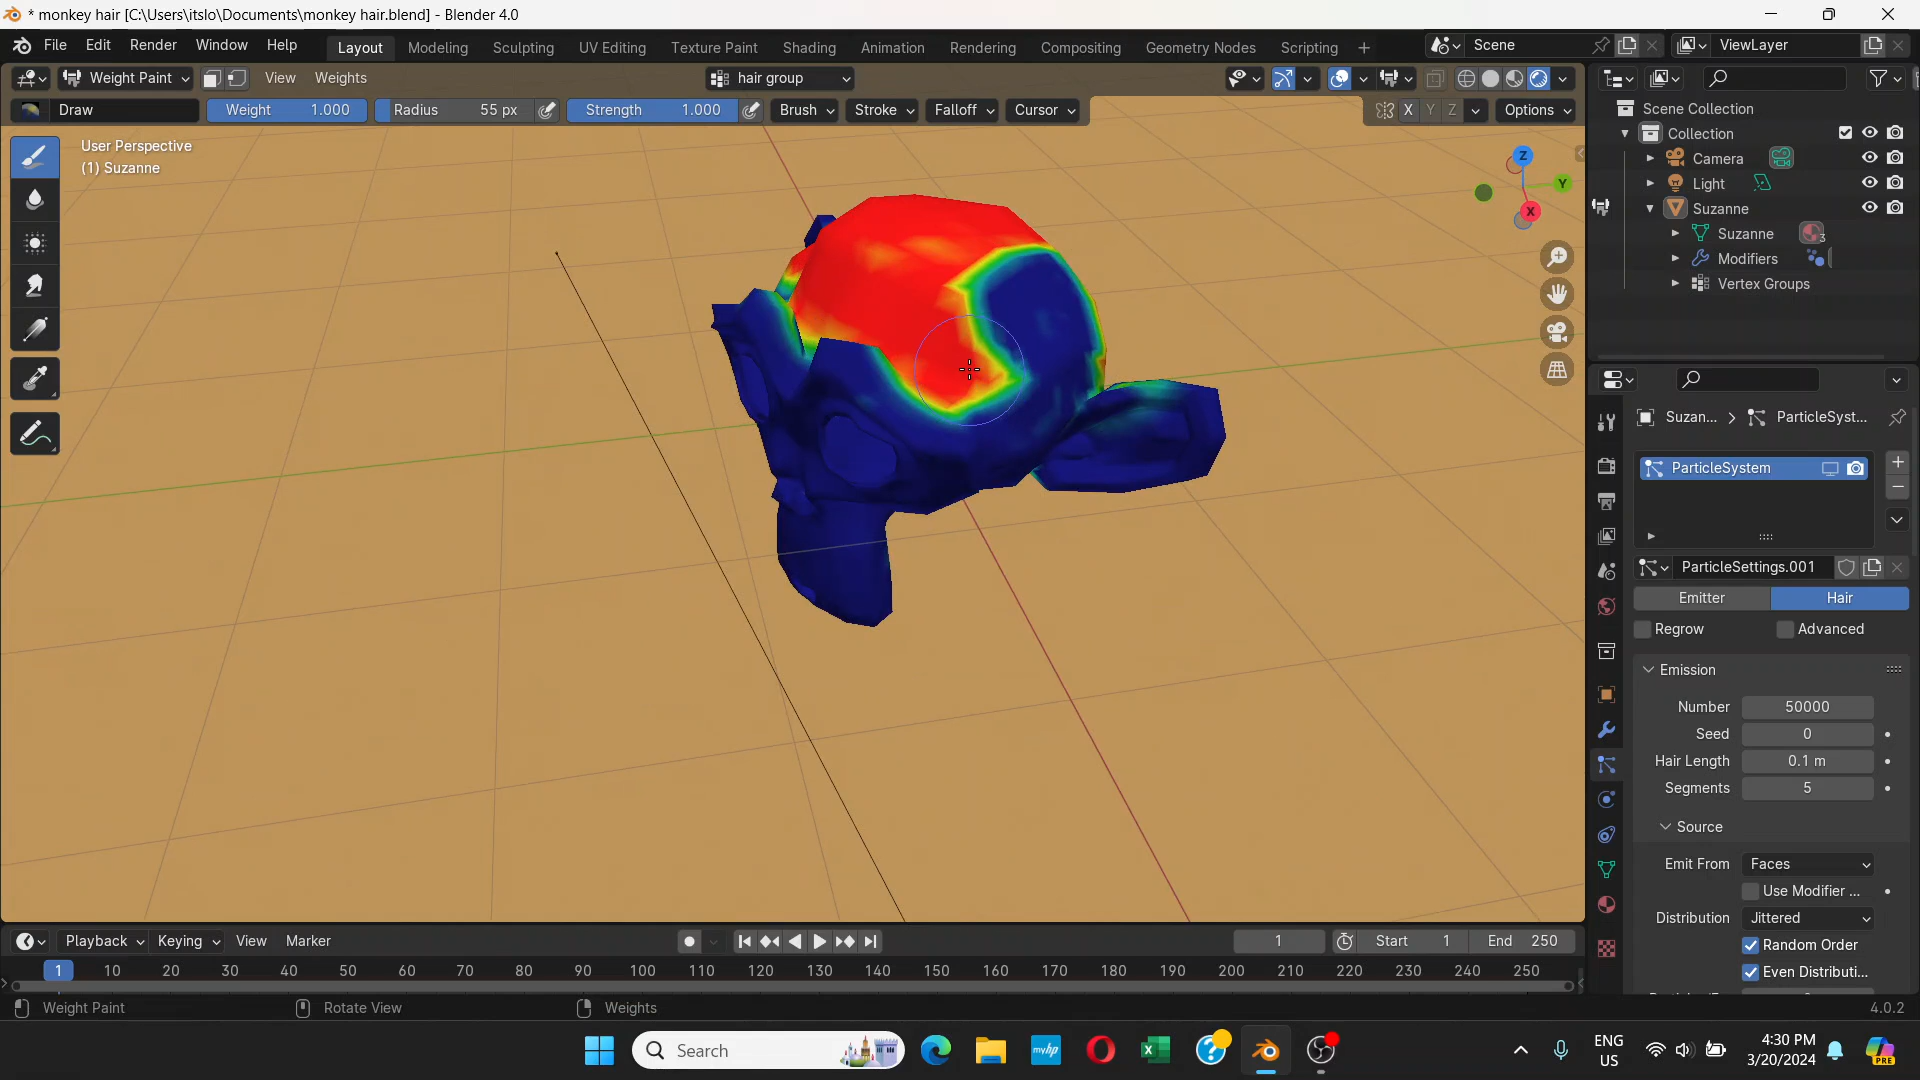 * monkey hair [C:\Users\itslo\Documents\monkey hair.blend] - Blender 4.0
File Edit Render Window Help Layout Modeling Sculpting UV Editing Texture Paint Shading Animation Rendering Compositing Geometry Nodes Scripting + Scene ViewLayer
Weight Paint View Weights hair group
Draw Weight 1.000 Radius 55 px Strength 1.000 Brush Stroke Falloff Cursor X Y Z Options
User Perspective
(1) Suzanne
Z
Y
X
Scene Collection
Collection
Camera
Light
Suzanne
Suzanne 3
Modifiers
Vertex Groups
Suzan... > ParticleSyst...
ParticleSystem
ParticleSettings.001
Emitter Hair
Regrow Advanced
Emission
Number 50000
Seed 0
Hair Length 0.1 m
Segments 5
Source
Emit From Faces
Use Modifier ...
Distribution Jittered
Random Order
Even Distributi...
Playback Keying View Marker 1 Start 1 End 250
1 10 20 30 40 50 60 70 80 90 100 110 120 130 140 150 160 170 180 190 200 210 220 230 240 250
Weight Paint Rotate View Weights 4.0.2
Search myhp ENG US 4:30 PM 3/20/2024 PRE